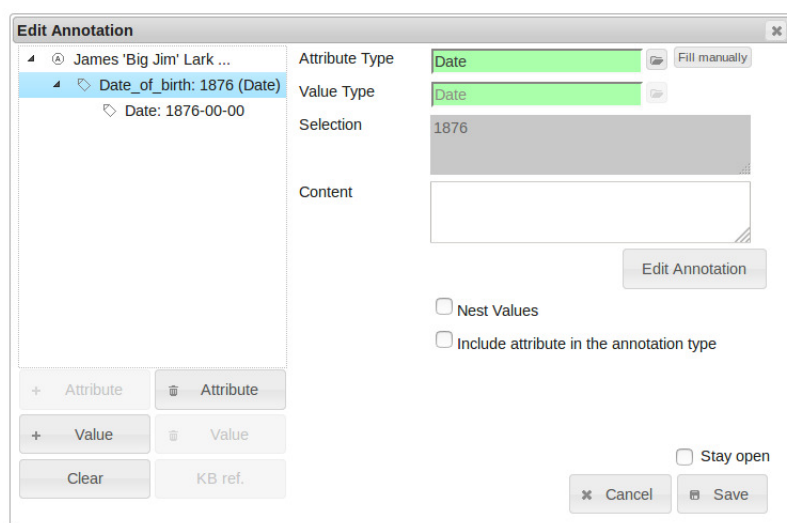 Edit Annotation
James 'Big Jim' Lark ...
Date_of_birth: 1876 (Date)
Date: 1876-00-00
Attribute Type
Date
Fill manually
Value Type
Date
Selection
1876
Content
Edit Annotation
Nest Values
Include attribute in the annotation type
+ Attribute
Attribute
+ Value
Value
Clear
KB ref.
Stay open
Cancel
Save